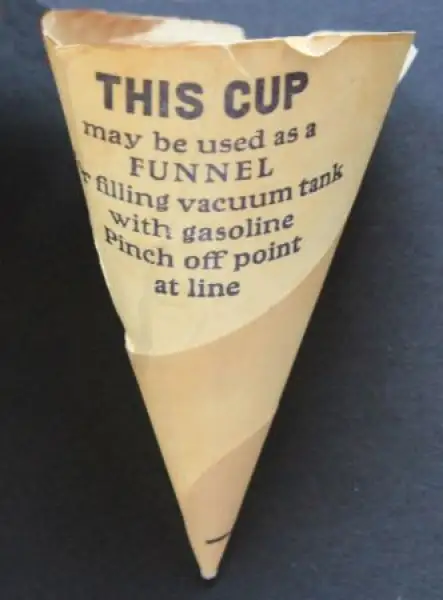 THIS CUP
may be used as a
FUNNEL
r filling vacuum tank
with gasoline
Pinch off point
at line